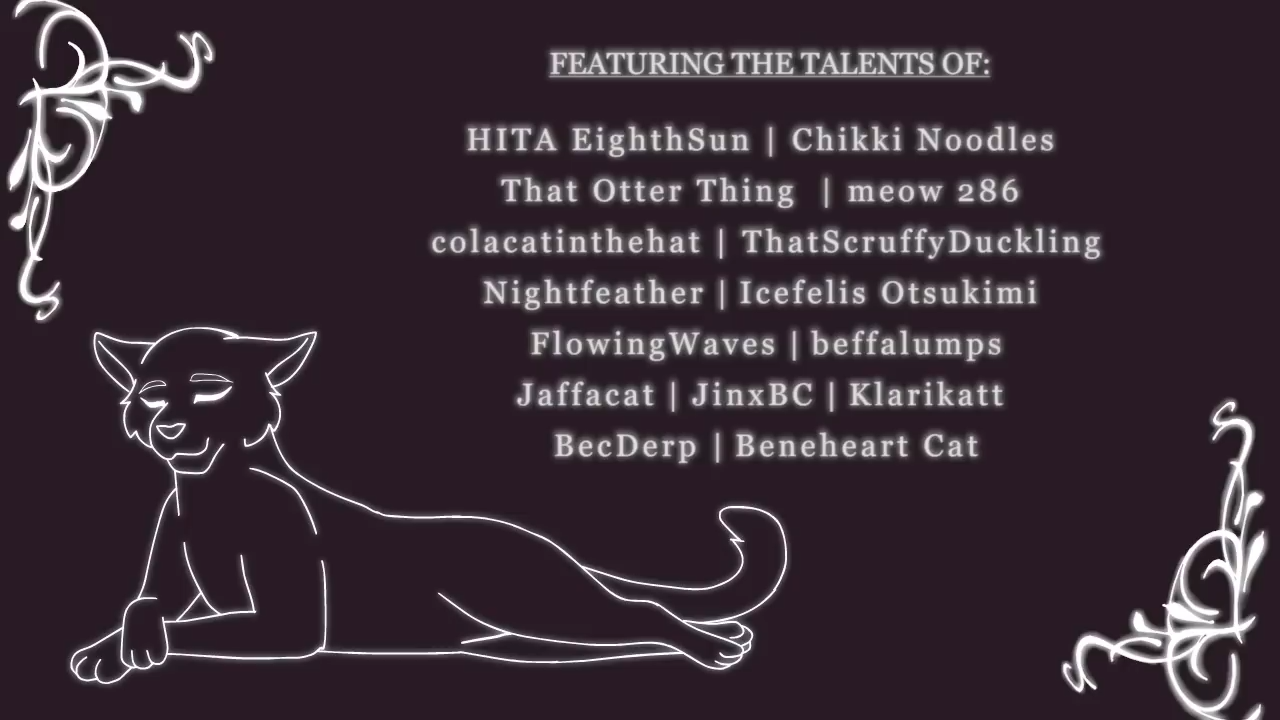 FEATURING THE TALENTS OF:
HITA EighthSun | Chikki Noodles
That Otter Thing | meow 286
colacatinthehat | ThatScruffyDuckling
Nightfeather | Icefelis Otsukimi
FlowingWaves | beffalumps
Jaffacat | JinxBC | Klarikatt
BecDerp | Beneheart Cat